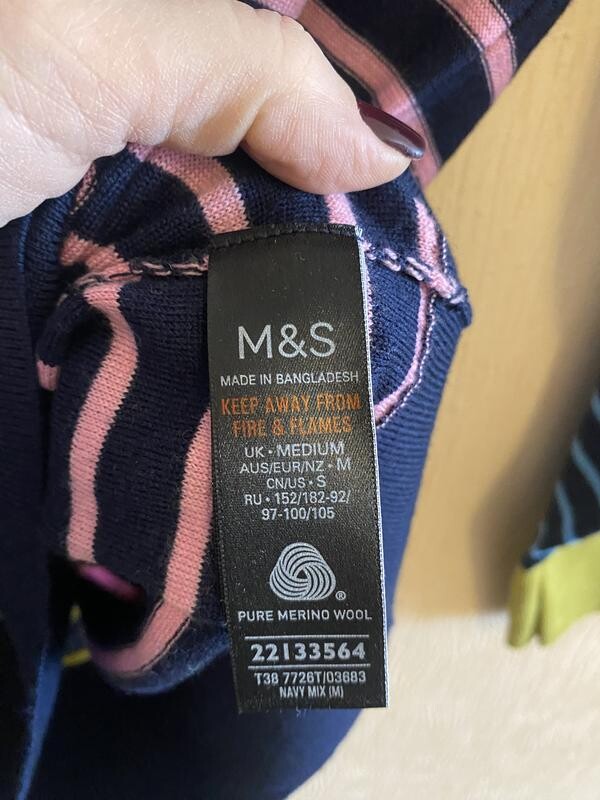 M&S
MADE IN BANGLADESH
KEEP AWAY FROM
FIRE & FLAMES
UK • MEDIUM
AUS/EUR/NZ • M
CN/US • S
RU • 152/182-92/
97-100/105
®
PURE MERINO WOOL
22133564
T38 7726T/03683
NAVY MIX (M)